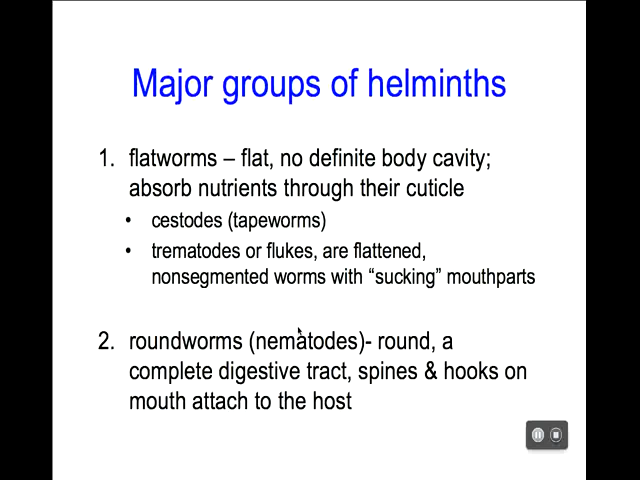 Major groups of helminths
1. flatworms – flat, no definite body cavity;
absorb nutrients through their cuticle
• cestodes (tapeworms)
• trematodes or flukes, are flattened,
nonsegmented worms with “sucking” mouthparts
2. roundworms (nematodes)- round, a
complete digestive tract, spines & hooks on
mouth attach to the host